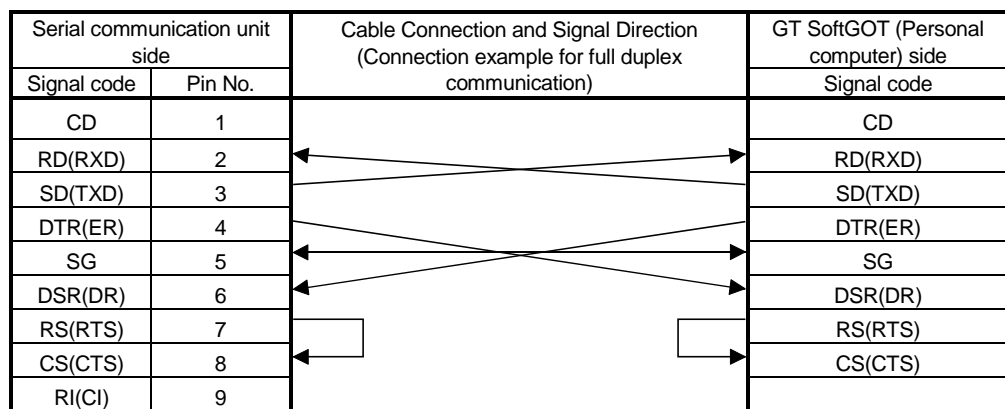 Serial communication unit side
Cable Connection and Signal Direction (Connection example for full duplex communication)
GT SoftGOT (Personal computer) side
Signal code Pin No. Signal code
CD 1 CD
RD(RXD) 2 RD(RXD)
SD(TXD) 3 SD(TXD)
DTR(ER) 4 DTR(ER)
SG 5 SG
DSR(DR) 6 DSR(DR)
RS(RTS) 7 RS(RTS)
CS(CTS) 8 CS(CTS)
RI(CI) 9